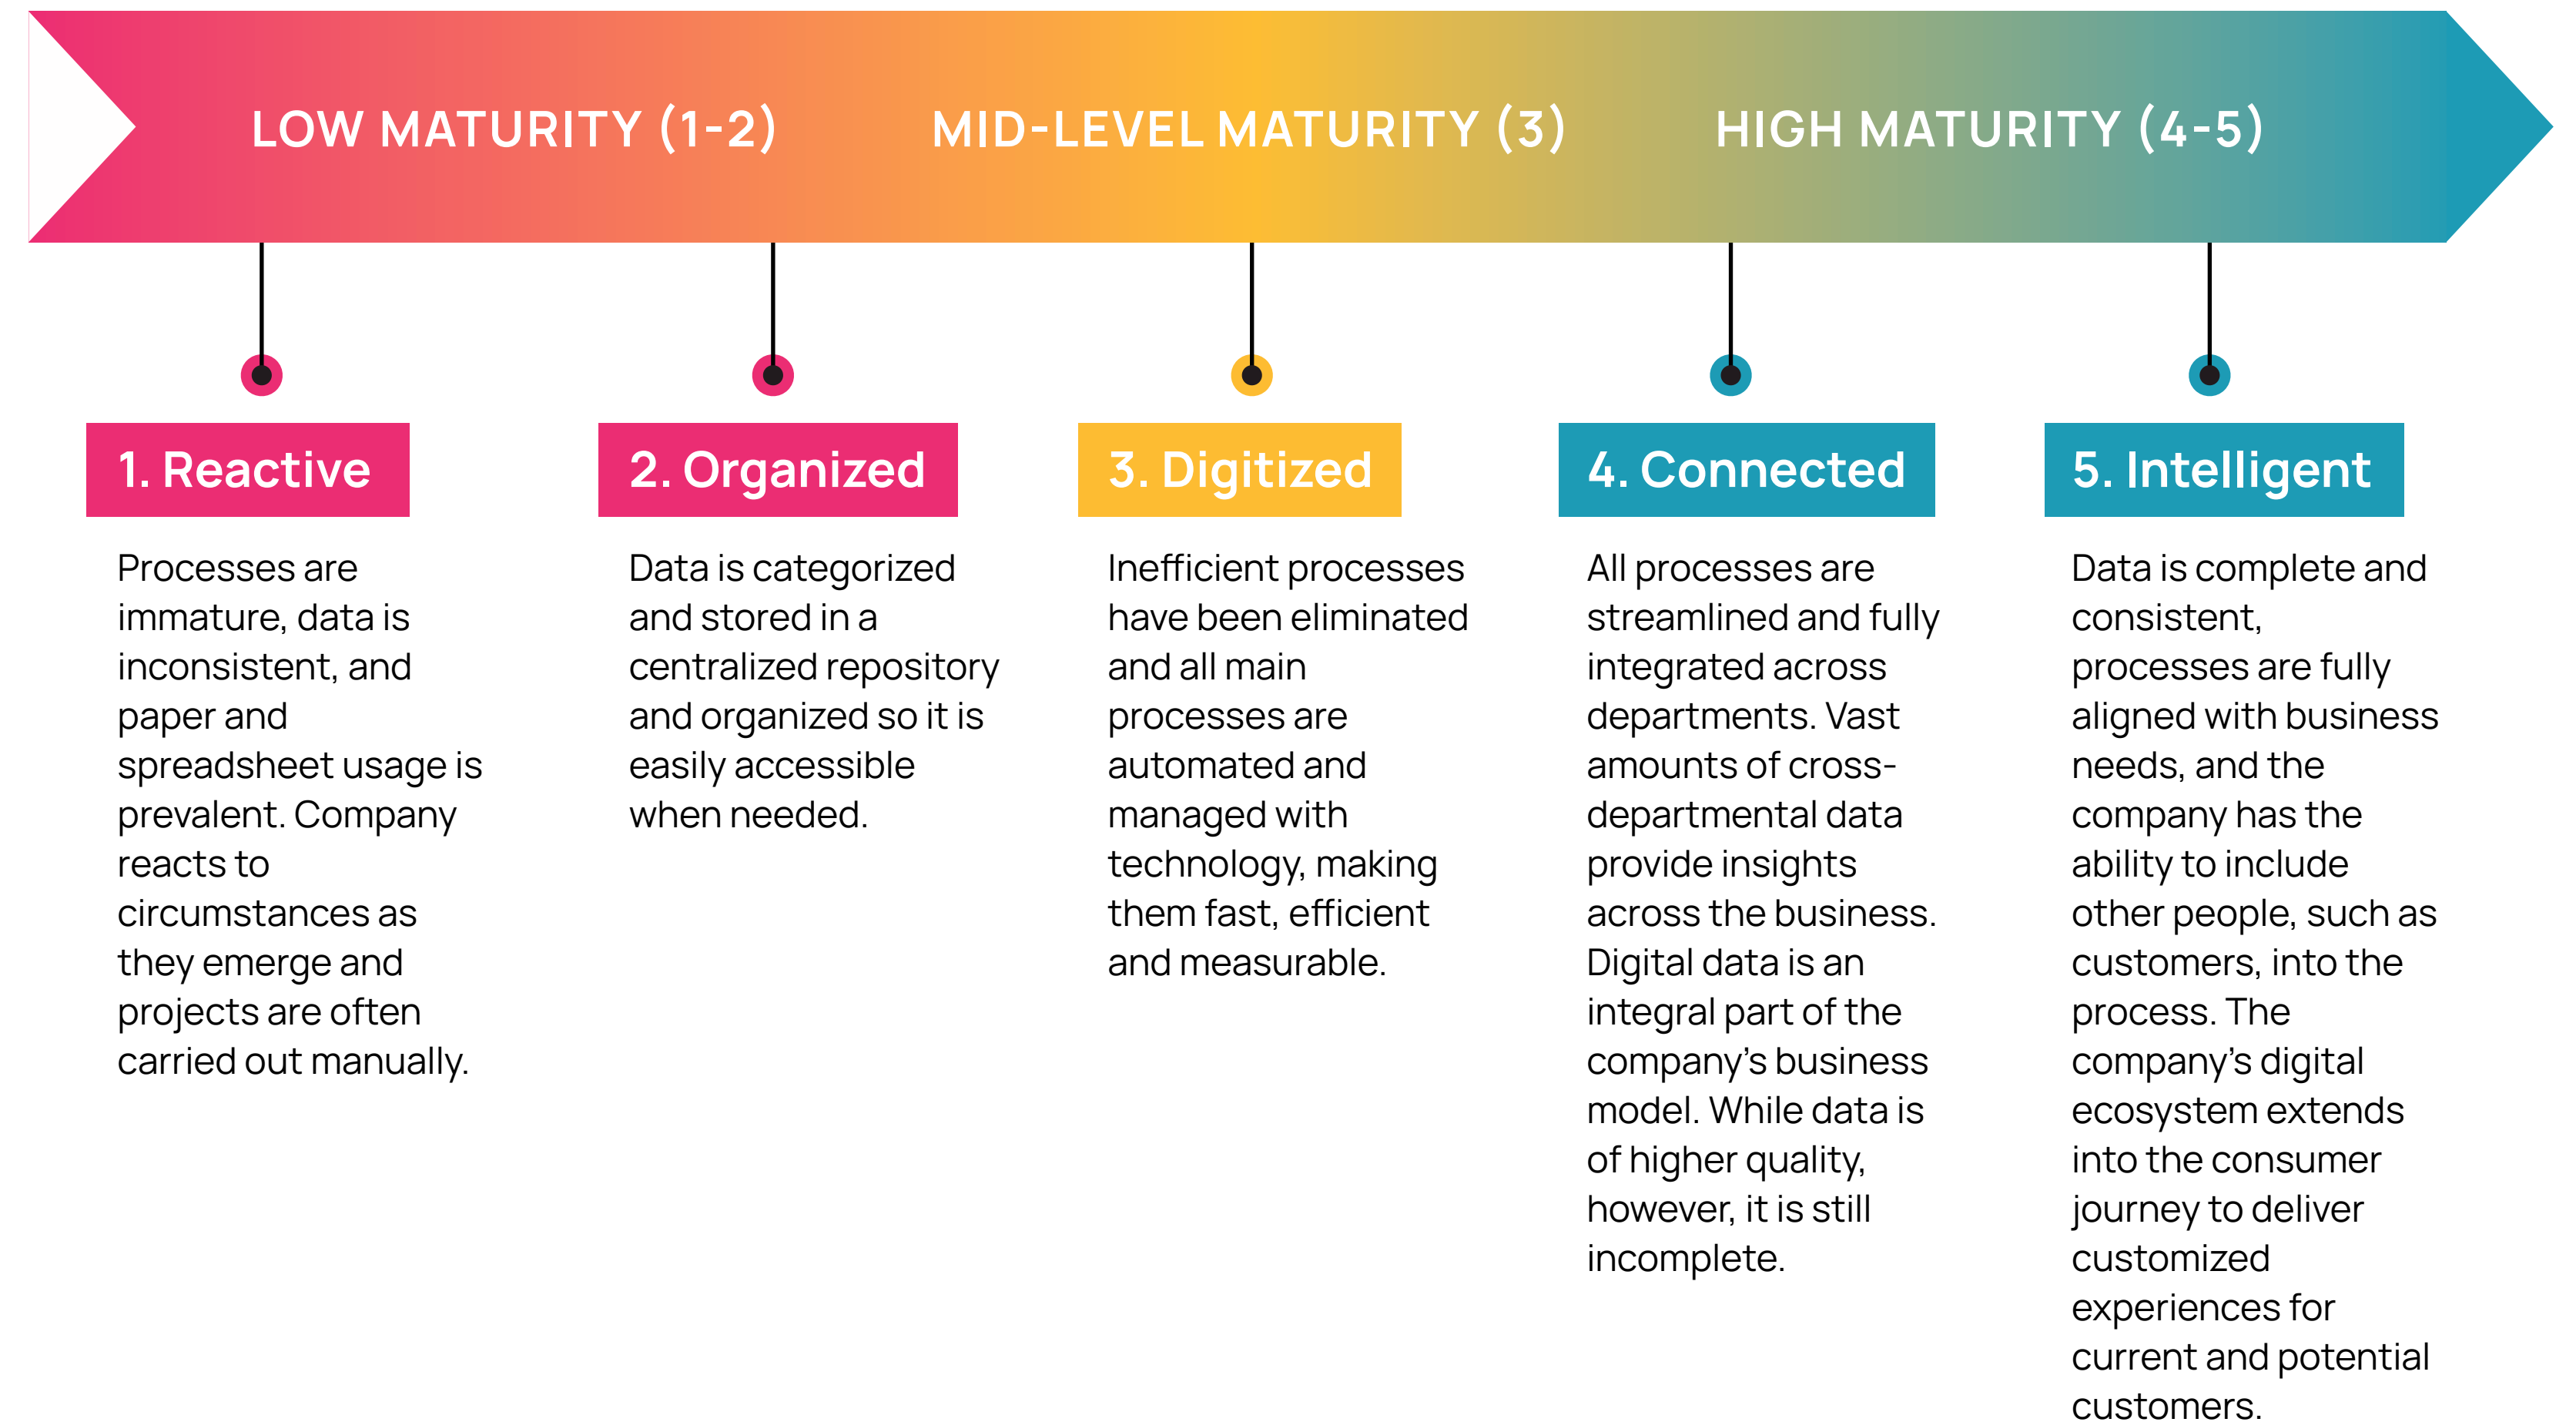 LOW MATURITY (1-2)
MID-LEVEL MATURITY (3)
HIGH MATURITY (4-5)
1. Reactive
Processes are
immature, data is
inconsistent, and
paper and
spreadsheet usage is
prevalent. Company
reacts to
circumstances as
they emerge and
projects are often
carried out manually.
2. Organized
Data is categorized
and stored in a
centralized repository
and organized so it is
easily accessible
when needed.
3. Digitized
Inefficient processes
have been eliminated
and all main
processes are
automated and
managed with
technology, making
them fast, efficient
and measurable.
4. Connected
All processes are
streamlined and fully
integrated across
departments. Vast
amounts of cross-
departmental data
provide insights
across the business.
Digital data is an
integral part of the
company’s business
model. While data is
of higher quality,
however, it is still
incomplete.
5. Intelligent
Data is complete and
consistent,
processes are fully
aligned with business
needs, and the
company has the
ability to include
other people, such as
customers, into the
process. The
company’s digital
ecosystem extends
into the consumer
journey to deliver
customized
experiences for
current and potential
customers.